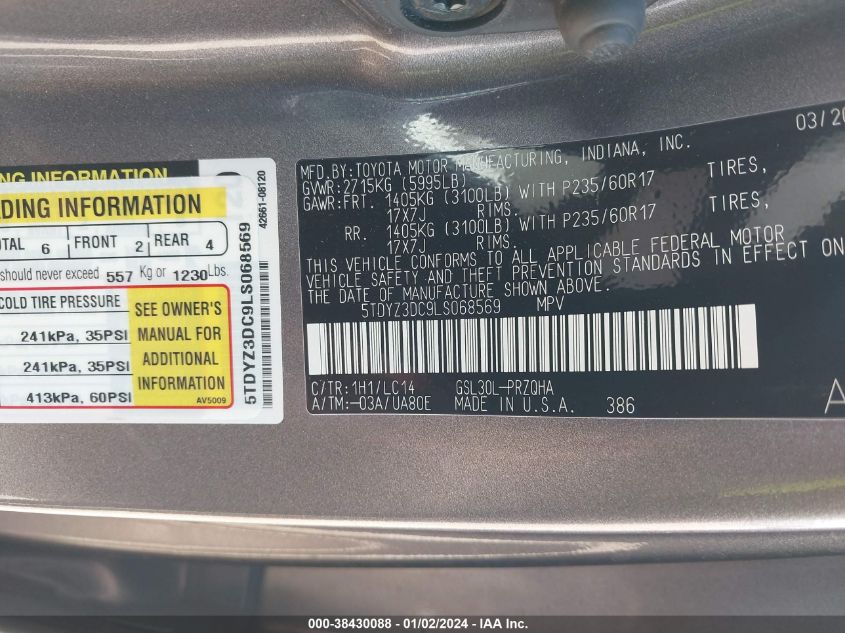 NG INFORMATION
DING INFORMATION
OTAL 6 FRONT 2 REAR 4
should never exceed 557 Kg or 1230 Lbs.
COLD TIRE PRESSURE
241kPa, 35PSI
241kPa, 35PSI
413kPa, 60PSI
SEE OWNER'S
MANUAL FOR
ADDITIONAL
INFORMATION
AV5009
5TDYZ3DC9LS068569
42661-08120
03/20
MFD.BY:TOYOTA MOTOR MANUFACTURING, INDIANA, INC.
GVWR:2715KG (5995LB)
GAWR:FRT. 1405KG (3100LB) WITH P235/60R17 TIRES,
17X7J RIMS.
RR. 1405KG (3100LB) WITH P235/60R17 TIRES,
17X7J RIMS.
THIS VEHICLE CONFORMS TO ALL APPLICABLE FEDERAL MOTOR
VEHICLE SAFETY AND THEFT PREVENTION STANDARDS IN EFFECT ON
THE DATE OF MANUFACTURE SHOWN ABOVE.
5TDYZ3DC9LS068569 MPV
C/TR:1H1/LC14 GSL30L-PRZQHA
A/TM:-03A/UA80E MADE IN U.S.A. 386
A
000-38430088 - 01/02/2024 - IAA Inc.